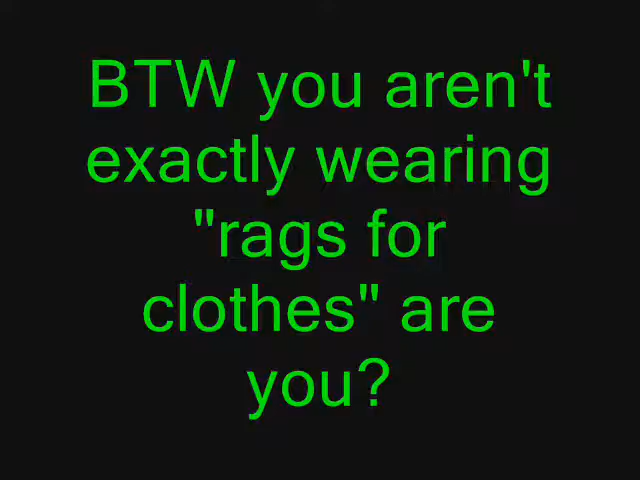 BTW you aren't
exactly wearing
"rags for
clothes" are
you?